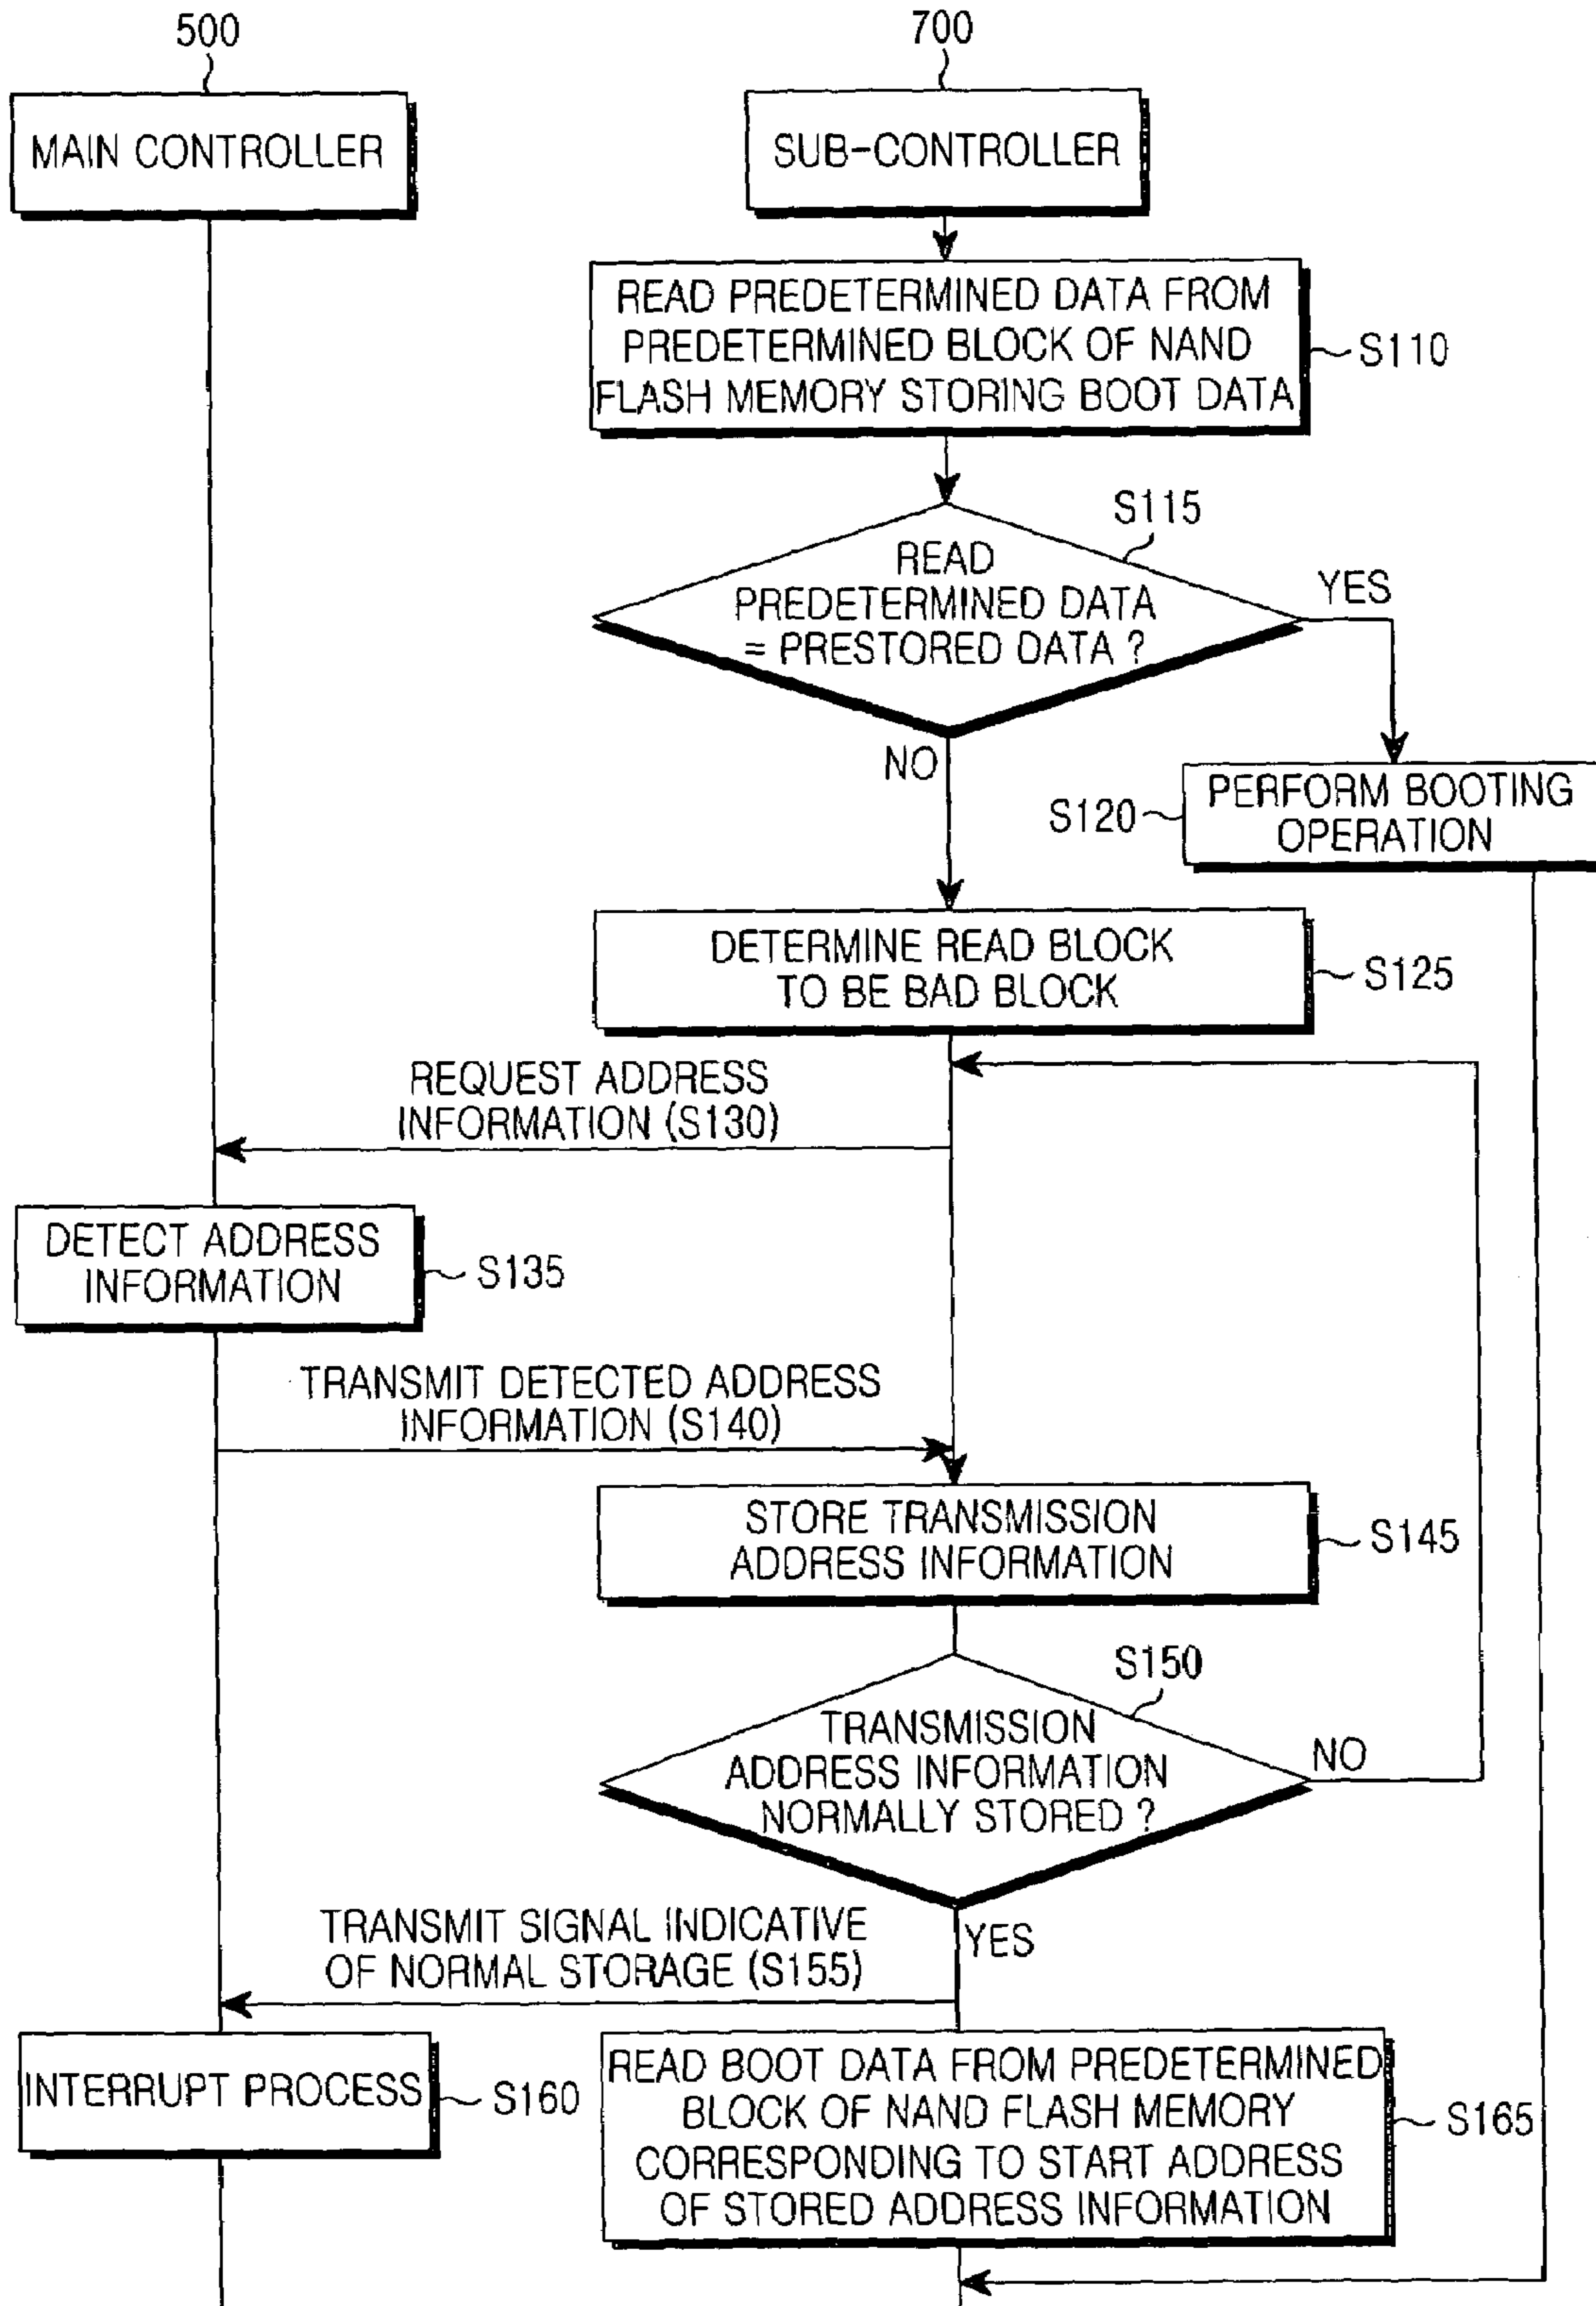 500
700
MAIN CONTROLLER
SUB-CONTROLLER
READ PREDETERMINED DATA FROM
PREDETERMINED BLOCK OF NAND
FLASH MEMORY STORING BOOT DATA
S110
S115
READ
PREDETERMINED DATA
= PRESTORED DATA ?
YES
NO
S120
PERFORM BOOTING
OPERATION
DETERMINE READ BLOCK
TO BE BAD BLOCK
S125
REQUEST ADDRESS
INFORMATION (S130)
DETECT ADDRESS
INFORMATION
S135
TRANSMIT DETECTED ADDRESS
INFORMATION (S140)
STORE TRANSMISSION
ADDRESS INFORMATION
S145
S150
TRANSMISSION
ADDRESS INFORMATION
NORMALLY STORED ?
NO
YES
TRANSMIT SIGNAL INDICATIVE
OF NORMAL STORAGE (S155)
INTERRUPT PROCESS
S160
READ BOOT DATA FROM PREDETERMINED
BLOCK OF NAND FLASH MEMORY
CORRESPONDING TO START ADDRESS
OF STORED ADDRESS INFORMATION
S165